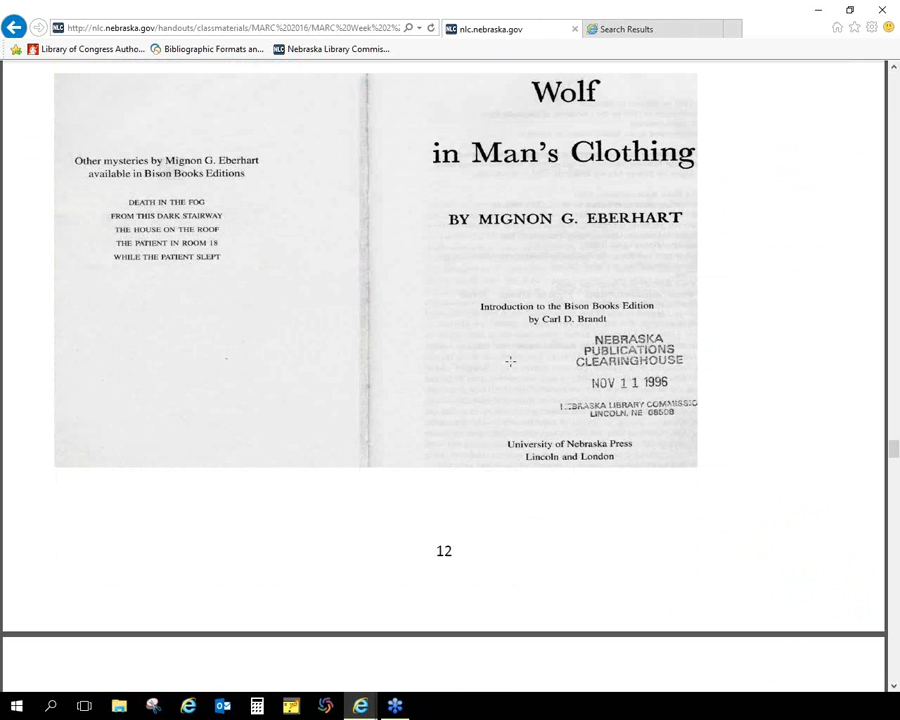 http://nlc.nebraska.gov/handouts/classmaterials/MARC%202016/MARC%20Week%202%
nlc.nebraska.gov
Search Results
Library of Congress Autho...
Bibliographic Formats an...
Nebraska Library Commis...
Other mysteries by Mignon G. Eberhart
available in Bison Books Editions
DEATH IN THE FOG
FROM THIS DARK STAIRWAY
THE HOUSE ON THE ROOF
THE PATIENT IN ROOM 18
WHILE THE PATIENT SLEPT
Wolf
in Man's Clothing
BY MIGNON G. EBERHART
Introduction to the Bison Books Edition
by Carl D. Brandt
NEBRASKA
PUBLICATIONS
CLEARINGHOUSE
NOV 11 1996
LIBRARY
LINCOLN, NE 68508
University of Nebraska Press
Lincoln and London
12